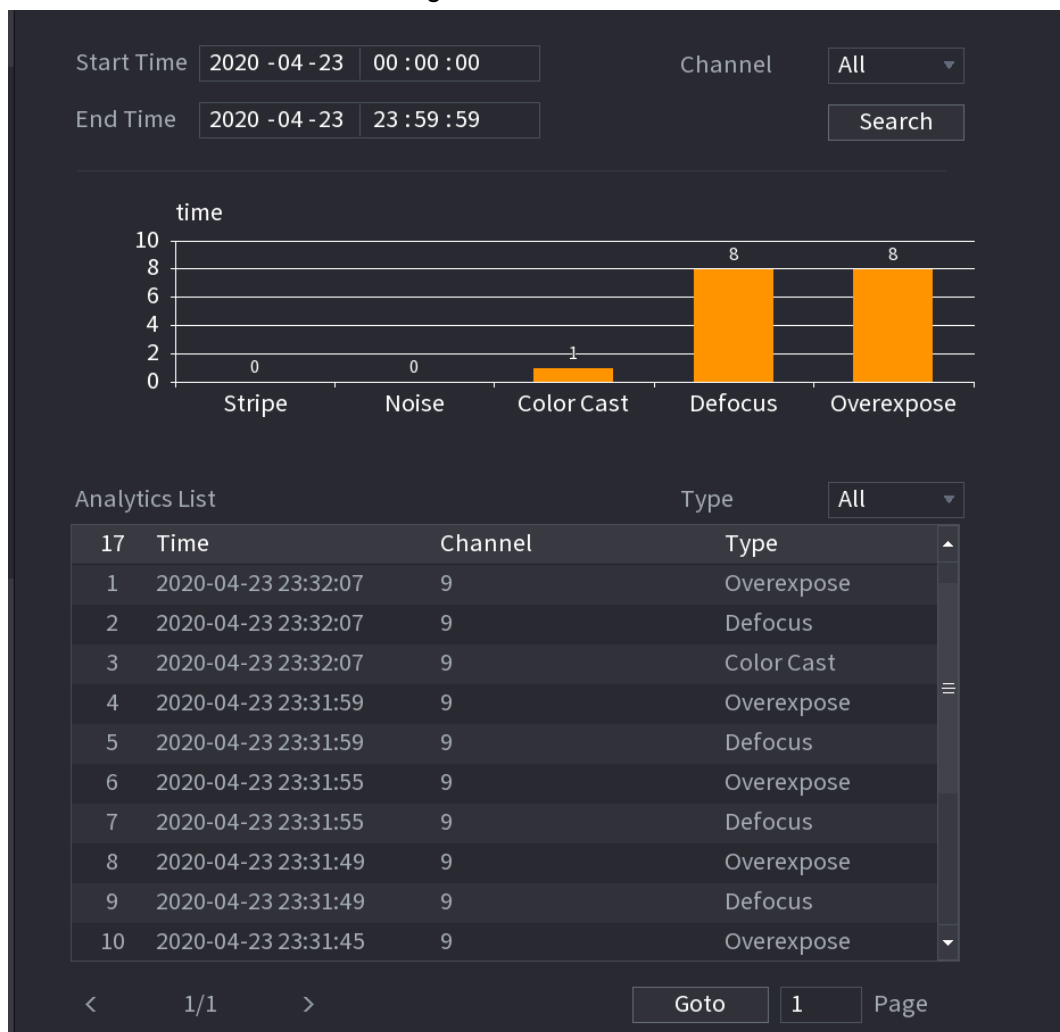 Start Time 2020 -04 -23 00 : 00 : 00 Channel All
End Time 2020 -04 -23 23 : 59 : 59 Search
time
10
8
6
4
2
0
8 8
1
0 0
Stripe Noise Color Cast Defocus Overexpose
Analytics List Type All
17 Time Channel Type
1 2020-04-23 23:32:07 9 Overexpose
2 2020-04-23 23:32:07 9 Defocus
3 2020-04-23 23:32:07 9 Color Cast
4 2020-04-23 23:31:59 9 Overexpose
5 2020-04-23 23:31:59 9 Defocus
6 2020-04-23 23:31:55 9 Overexpose
7 2020-04-23 23:31:55 9 Defocus
8 2020-04-23 23:31:49 9 Overexpose
9 2020-04-23 23:31:49 9 Defocus
10 2020-04-23 23:31:45 9 Overexpose
< 1/1 > Goto 1 Page